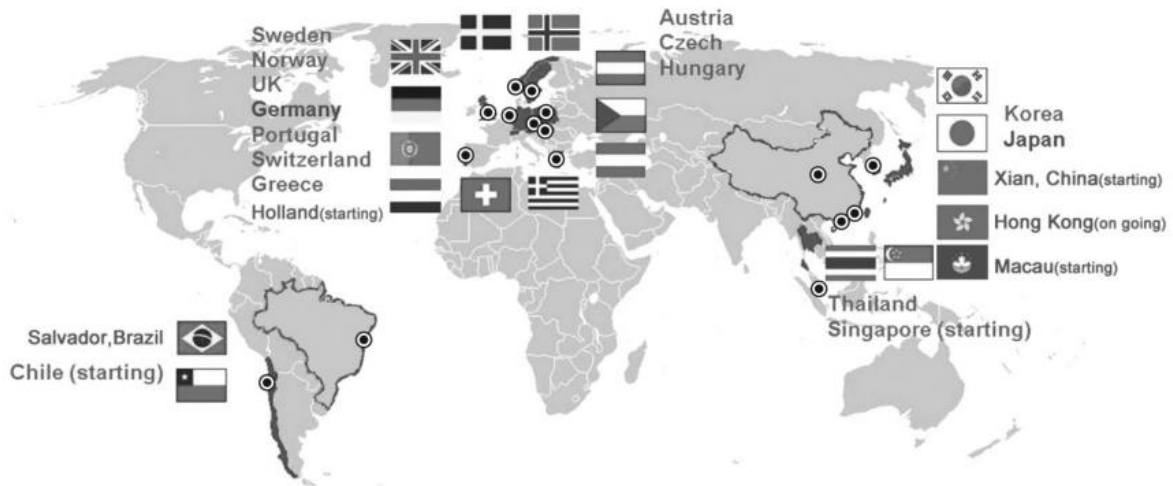 Sweden
Norway
UK
Germany
Portugal
Switzerland
Greece
Holland(starting)
Austria
Czech
Hungary
Korea
Japan
Xian, China(starting)
Hong Kong(on going)
Macau(starting)
Thailand
Singapore (starting)
Salvador,Brazil
Chile (starting)